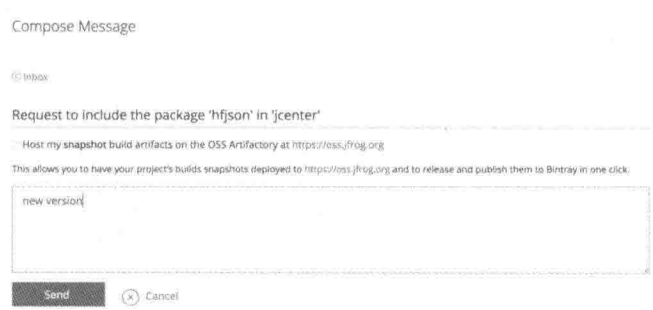 Compose Message
Inbox
Request to include the package 'hfjson' in 'jcenter'
Host my snapshot build artifacts on the OSS Artifactory at https://oss.jfrog.org
This allows you to have your project's builds snapshots deployed to https://oss.jfrog.org and to release and publish them to Bintray in one click.
new version
Send Cancel